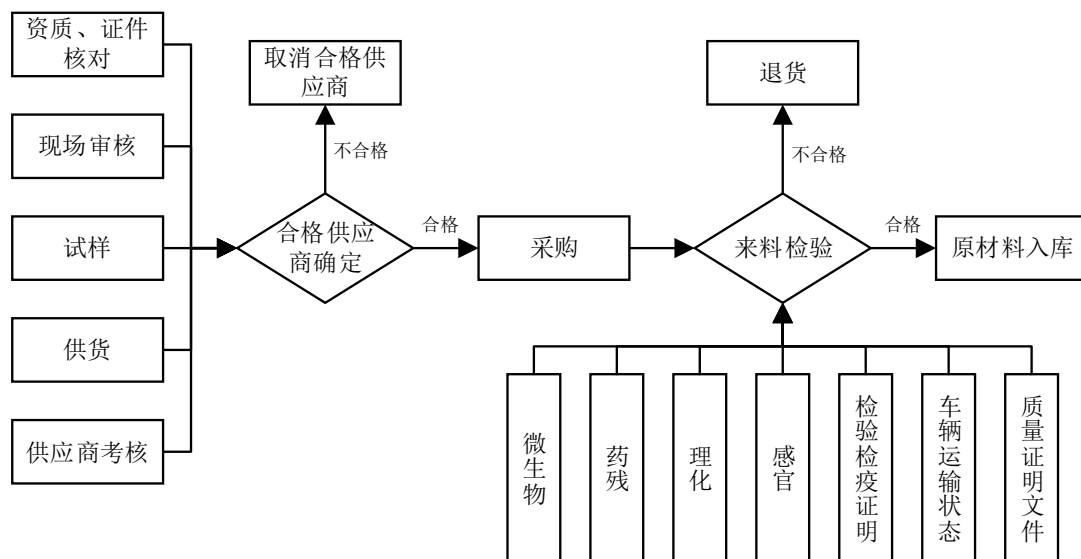 资质、证件
核对
现场审核
试样
供货
供应商考核
取消合格供
应商
不合格
合格供应
商确定
合格
采购
退货
不合格
来料检验
合格
原材料入库
微生物
药残
理化
感官
检验检疫证明
车辆运输状态
质量证明文件